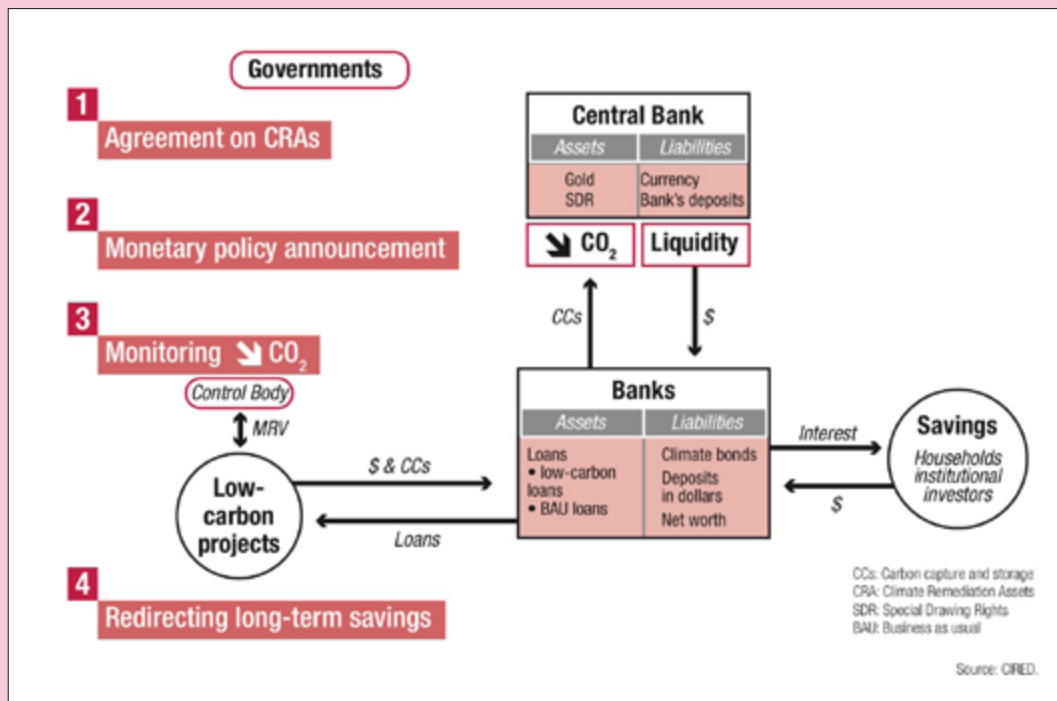 Governments
1
Agreement on CRAs
2
Monetary policy announcement
3
Monitoring ➘ CO₂
Control Body
MRV
Low-
carbon
projects
$ & CCs
Loans
4
Redirecting long-term savings
Central Bank
Assets Liabilities
Gold Currency
SDR Bank's deposits
➘ CO₂ Liquidity
CCs $
Banks
Assets Liabilities
Loans
• low-carbon
loans
• BAU loans
Climate bonds
Deposits
in dollars
Net worth
Interest
$
Savings
Households
institutional
investors
CCs: Carbon capture and storage
CRA: Climate Remediation Assets
SDR: Special Drawing Rights
BAU: Business as usual
Source: CIRED.